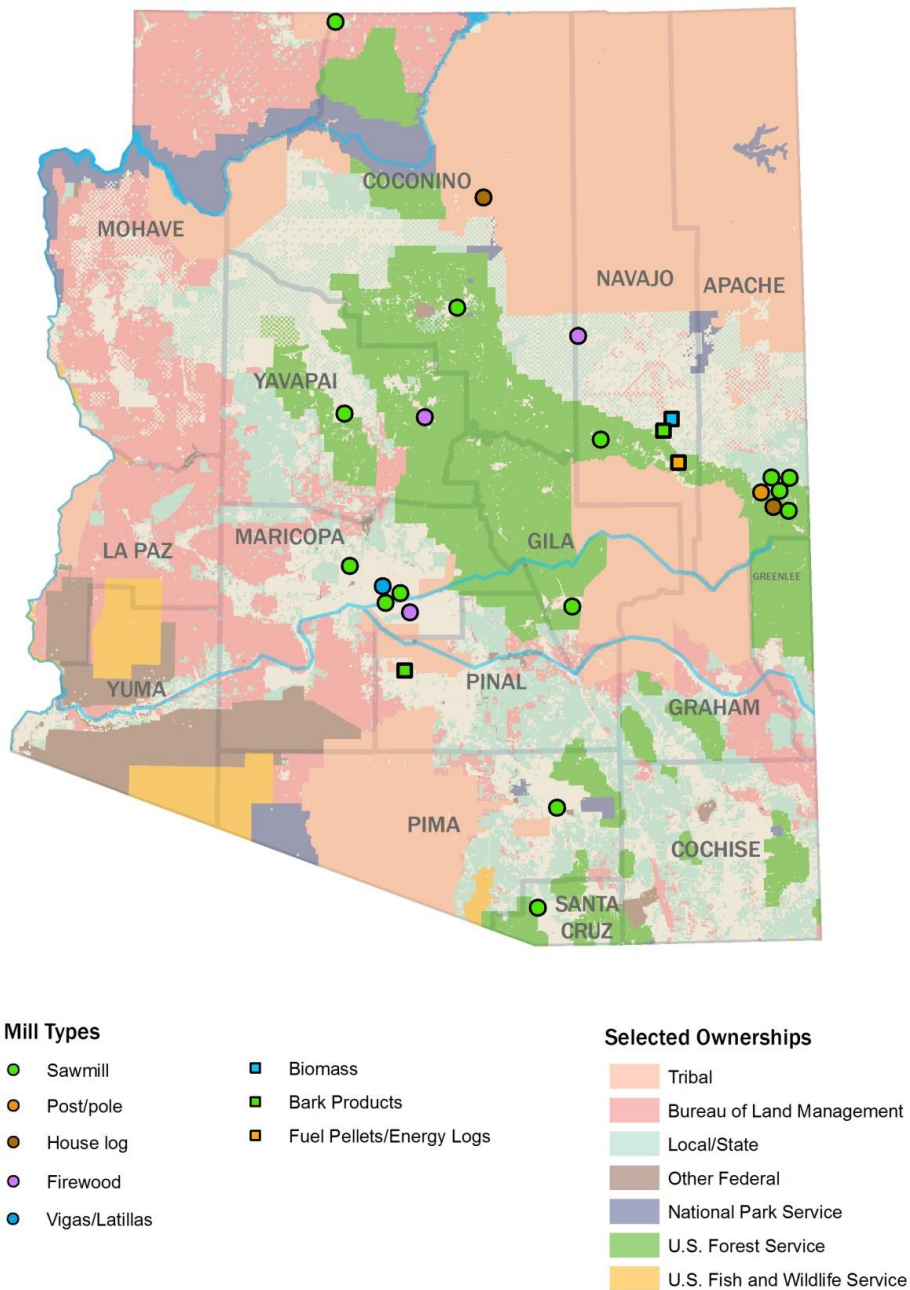 COCONINO
MOHAVE
NAVAJO
APACHE
YAVAPAI
MARICOPA
LA PAZ
GILA
GREENLEE
YUMA
PINAL
GRAHAM
PIMA
COCHISE
SANTA
CRUZ
Mill Types
Sawmill
Post/pole
House log
Firewood
Vigas/Latillas
Biomass
Bark Products
Fuel Pellets/Energy Logs
Selected Ownerships
Tribal
Bureau of Land Management
Local/State
Other Federal
National Park Service
U.S. Forest Service
U.S. Fish and Wildlife Service